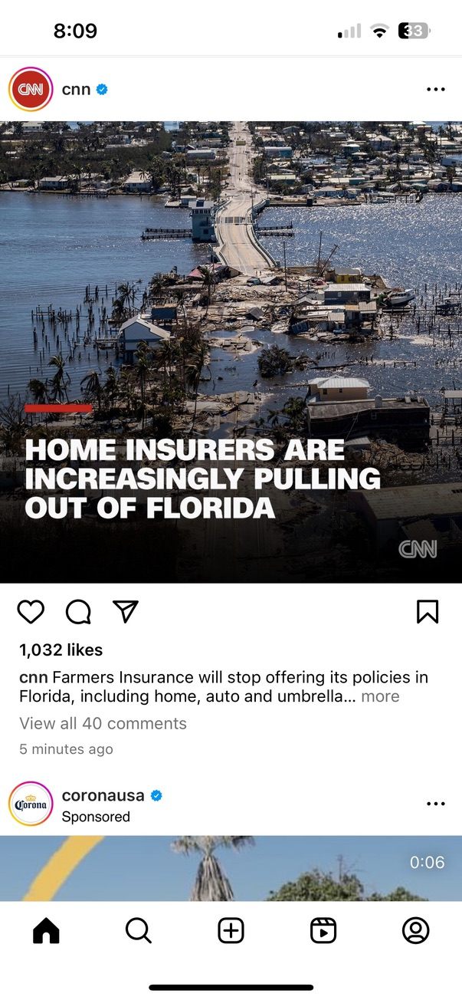 8:09
33
CNN
cnn
HOME INSURERS ARE
INCREASINGLY PULLING
OUT OF FLORIDA
CNN
1,032 likes
cnn Farmers Insurance will stop offering its policies in
Florida, including home, auto and umbrella... more
View all 40 comments
5 minutes ago
Corona
coronausa
Sponsored
0:06